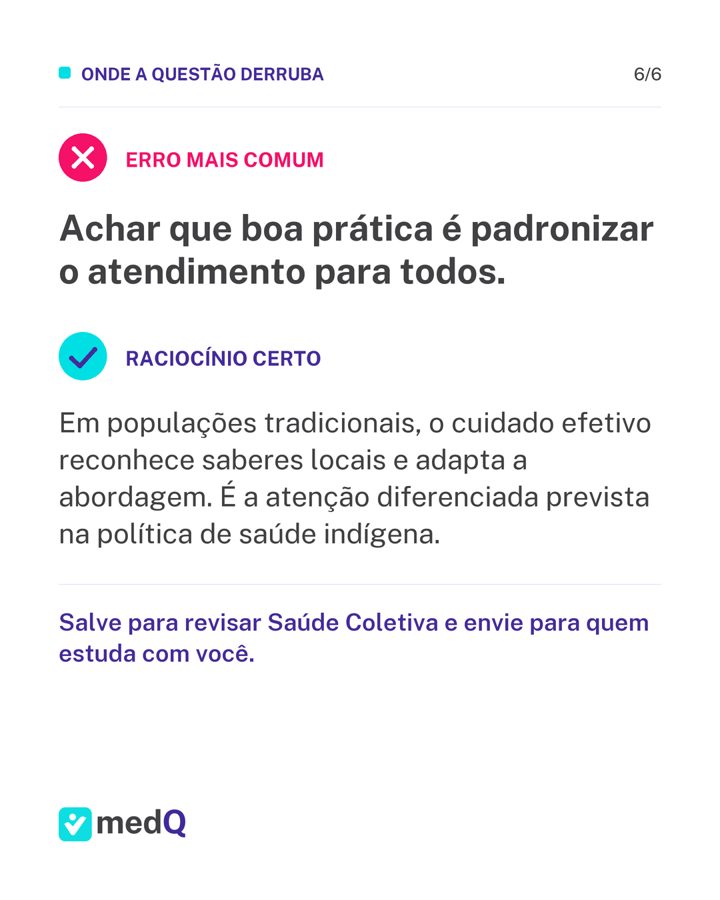 ONDE A QUESTÃO DERRUBA
6/6
ERRO MAIS COMUM
Achar que boa prática é padronizar
o atendimento para todos.
RACIOCÍNIO CERTO
Em populações tradicionais, o cuidado efetivo
reconhece saberes locais e adapta a
abordagem. É a atenção diferenciada prevista
na política de saúde indígena.
Salve para revisar Saúde Coletiva e envie para quem
estuda com você.
medQ